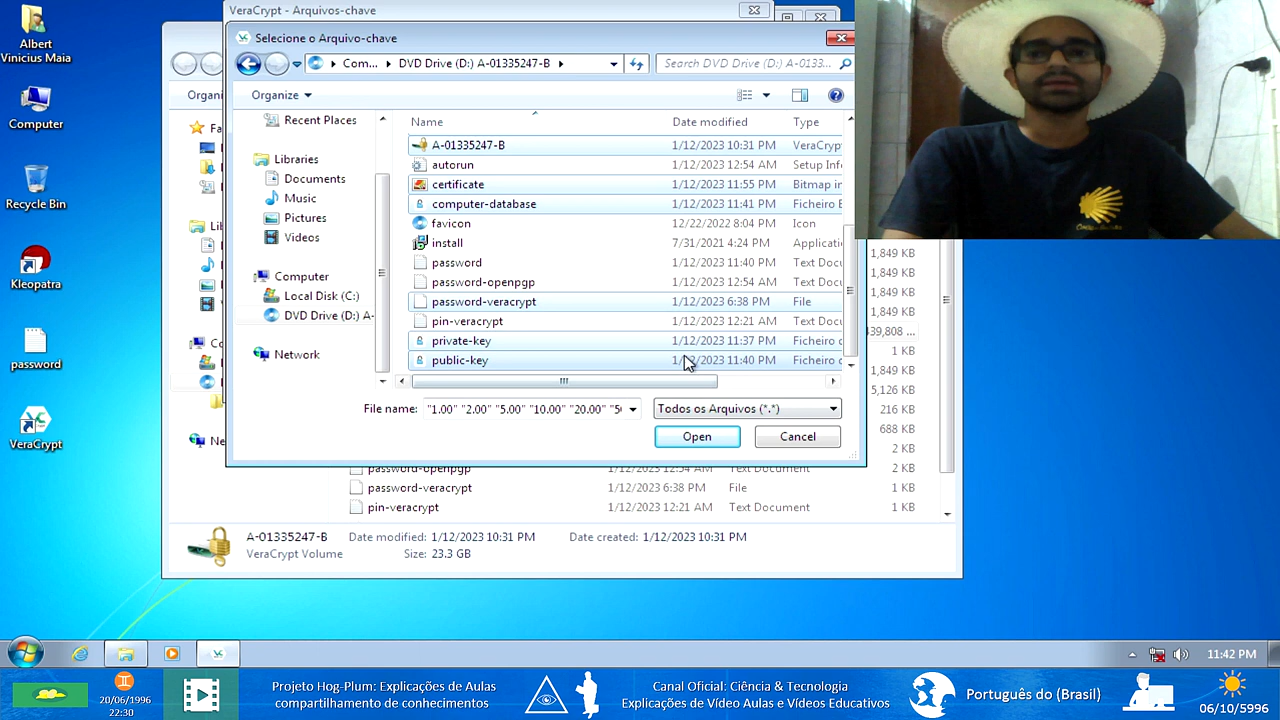 VeraCrypt - Arquivos-chave
Selecione o Arquivo-chave
Com...
DVD Drive (D:) A-01335247-B
Search DVD Drive (D:) A-0133...
Organize
Name
Date modified
Type
Recent Places
Libraries
Documents
Music
Pictures
Videos
Computer
Local Disk (C:)
DVD Drive (D:) A-
Network
A-01335247-B 1/12/2023 10:31 PM VeraCryp
autorun 1/12/2023 12:54 AM Setup Info
certificate 1/12/2023 11:55 PM Bitmap in
computer-database 1/12/2023 11:41 PM Ficheiro
favicon 12/22/2022 8:04 PM Icon
install 7/31/2021 4:24 PM Applicatio
password 1/12/2023 11:40 PM Text Docu
password-openpgp 1/12/2023 12:54 AM Text Docu
password-veracrypt 1/12/2023 6:38 PM File
pin-veracrypt 1/12/2023 12:21 AM Text Docu
private-key 1/12/2023 11:37 PM Ficheiro
public-key 1/12/2023 11:40 PM Ficheiro
File name: "1.00" "2.00" "5.00" "10.00" "20.00" "5
Todos os Arquivos (*.*)
Open
Cancel
Organi
Fa
Lib
Co
Ne
1,849 KB
1,849 KB
1,849 KB
1,849 KB
439,808 ...
1 KB
1,849 KB
5,126 KB
216 KB
688 KB
2 KB
password-openpgp 1/12/2023 12:54 AM Text Document 2 KB
password-veracrypt 1/12/2023 6:38 PM File 1 KB
pin-veracrypt 1/12/2023 12:21 AM Text Document 1 KB
A-01335247-B Date modified: 1/12/2023 10:31 PM Date created: 1/12/2023 10:31 PM
VeraCrypt Volume Size: 23.3 GB
Albert
Vinicius Maia
Computer
Recycle Bin
Kleopatra
password
VeraCrypt
11:42 PM
20/06/1996
22:30
Projeto Hog-Plum: Explicações de Aulas
compartilhamento de conhecimentos
Canal Oficial: Ciência & Tecnologia
Explicações de Vídeo Aulas e Vídeos Educativos
Português do (Brasil)
06/10/5996